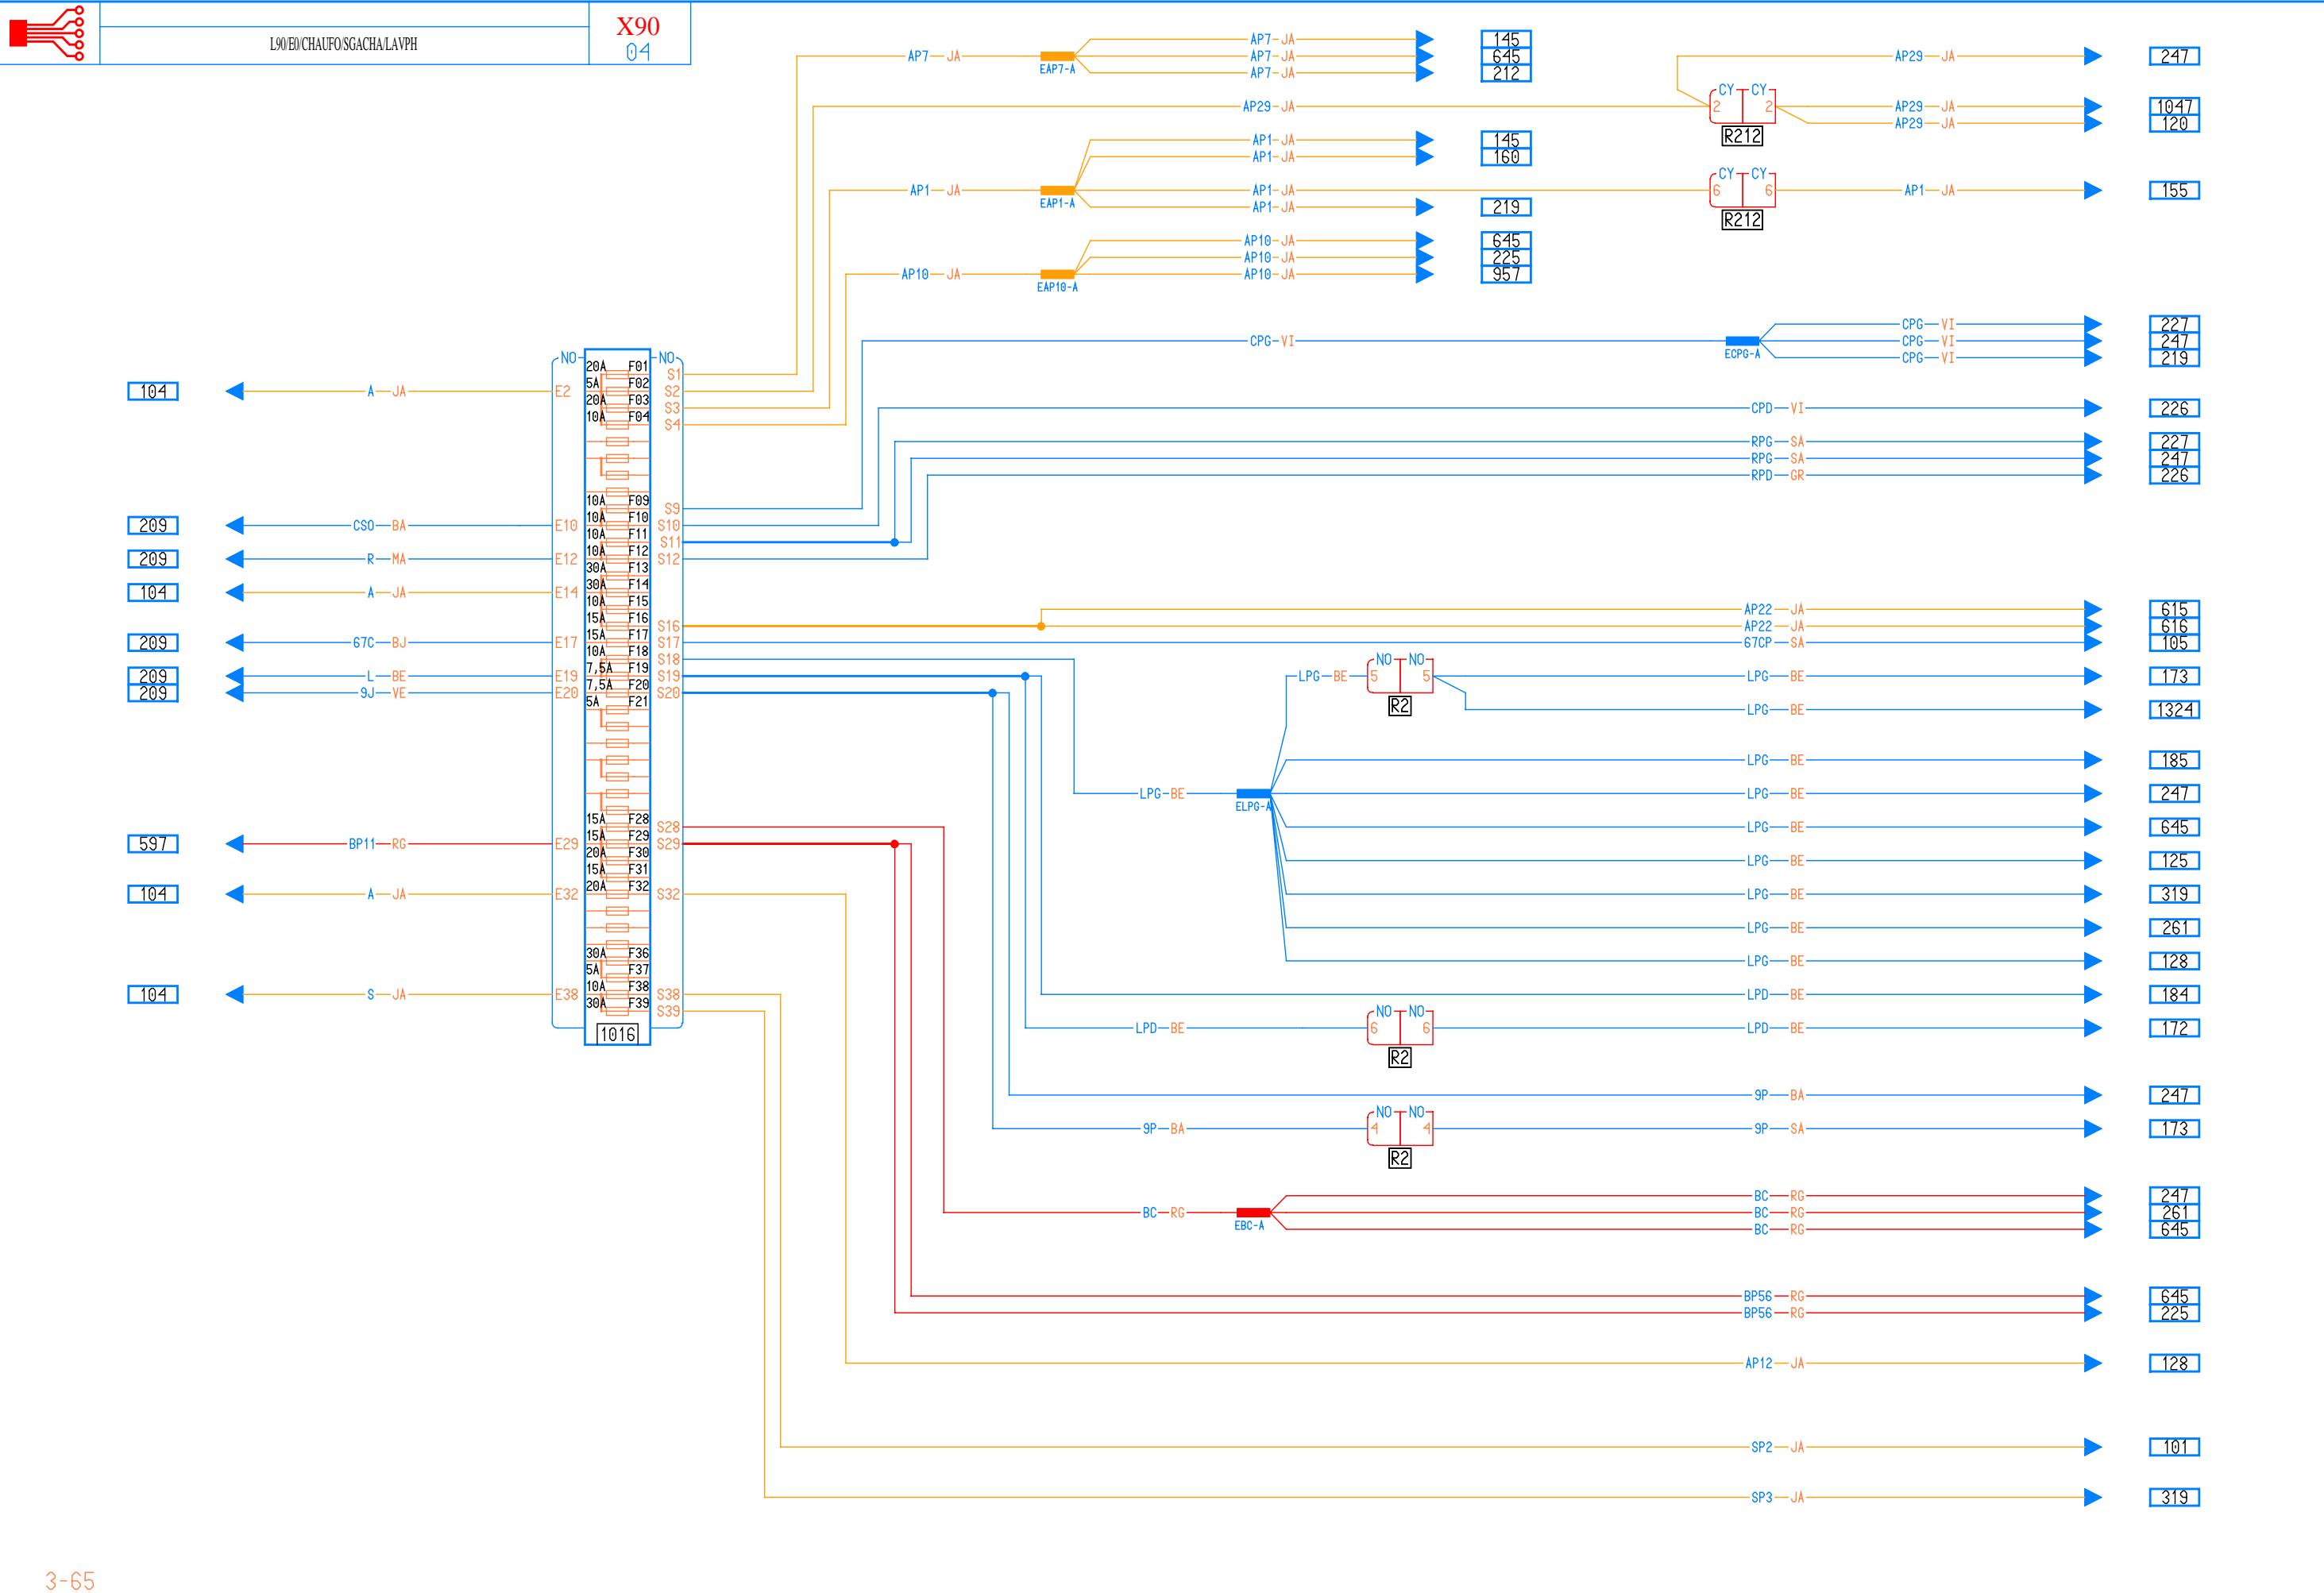 L90/E0/CHAUFO/SGACHA/LAVPH
X90
04
AP7 JA EAP7-A AP7 JA 145
AP7 JA 645
AP7 JA 212
AP29 JA 247
AP29 JA CY CY 2 2 R212 AP29 JA 1047
AP29 JA 120
AP1 JA 145
AP1 JA 160
AP1 JA EAP1-A AP1 JA CY CY 6 6 R212 AP1 JA 155
AP1 JA 219
AP10 JA 645
AP10 JA 225
AP10 JA EAP10-A AP10 JA 957
CPG VI 227
CPG VI ECPG-A CPG VI 247
CPG VI 219
NO NO
20A F01 S1
104 A JA E2 5A F02 S2
20A F03 S3
10A F04 S4
CPD VI 226
RPG SA 227
RPG SA 247
RPD GR 226
10A F09 S9
209 CSO BA E10 10A F10 S10
10A F11 S11
209 R MA E12 10A F12 S12
30A F13
104 A JA E14 30A F14
10A F15 AP22 JA 615
15A F16 S16 AP22 JA 616
209 67C BJ E17 15A F17 S17 67CP SA 105
10A F18 S18
209 L BE E19 7,5A F19 S19
209 9J VE E20 7,5A F20 S20
5A F21
LPG BE NO NO 5 5 R2 LPG BE 173
LPG BE 1324
LPG BE 185
LPG BE ELPG-A LPG BE 247
15A F28 S28 LPG BE 645
597 BP11 RG E29 15A F29 S29
20A F30 LPG BE 125
15A F31
104 A JA E32 20A F32 S32 LPG BE 319
LPG BE 261
30A F36 LPG BE 128
5A F37
104 S JA E38 10A F38 S38 LPD BE 184
30A F39 S39
1016
LPD BE NO NO 6 6 R2 LPD BE 172
9P BA 247
9P BA NO NO 4 4 R2 9P SA 173
BC RG 247
BC RG EBC-A BC RG 261
BC RG 645
BP56 RG 645
BP56 RG 225
AP12 JA 128
SP2 JA 101
SP3 JA 319
3-65